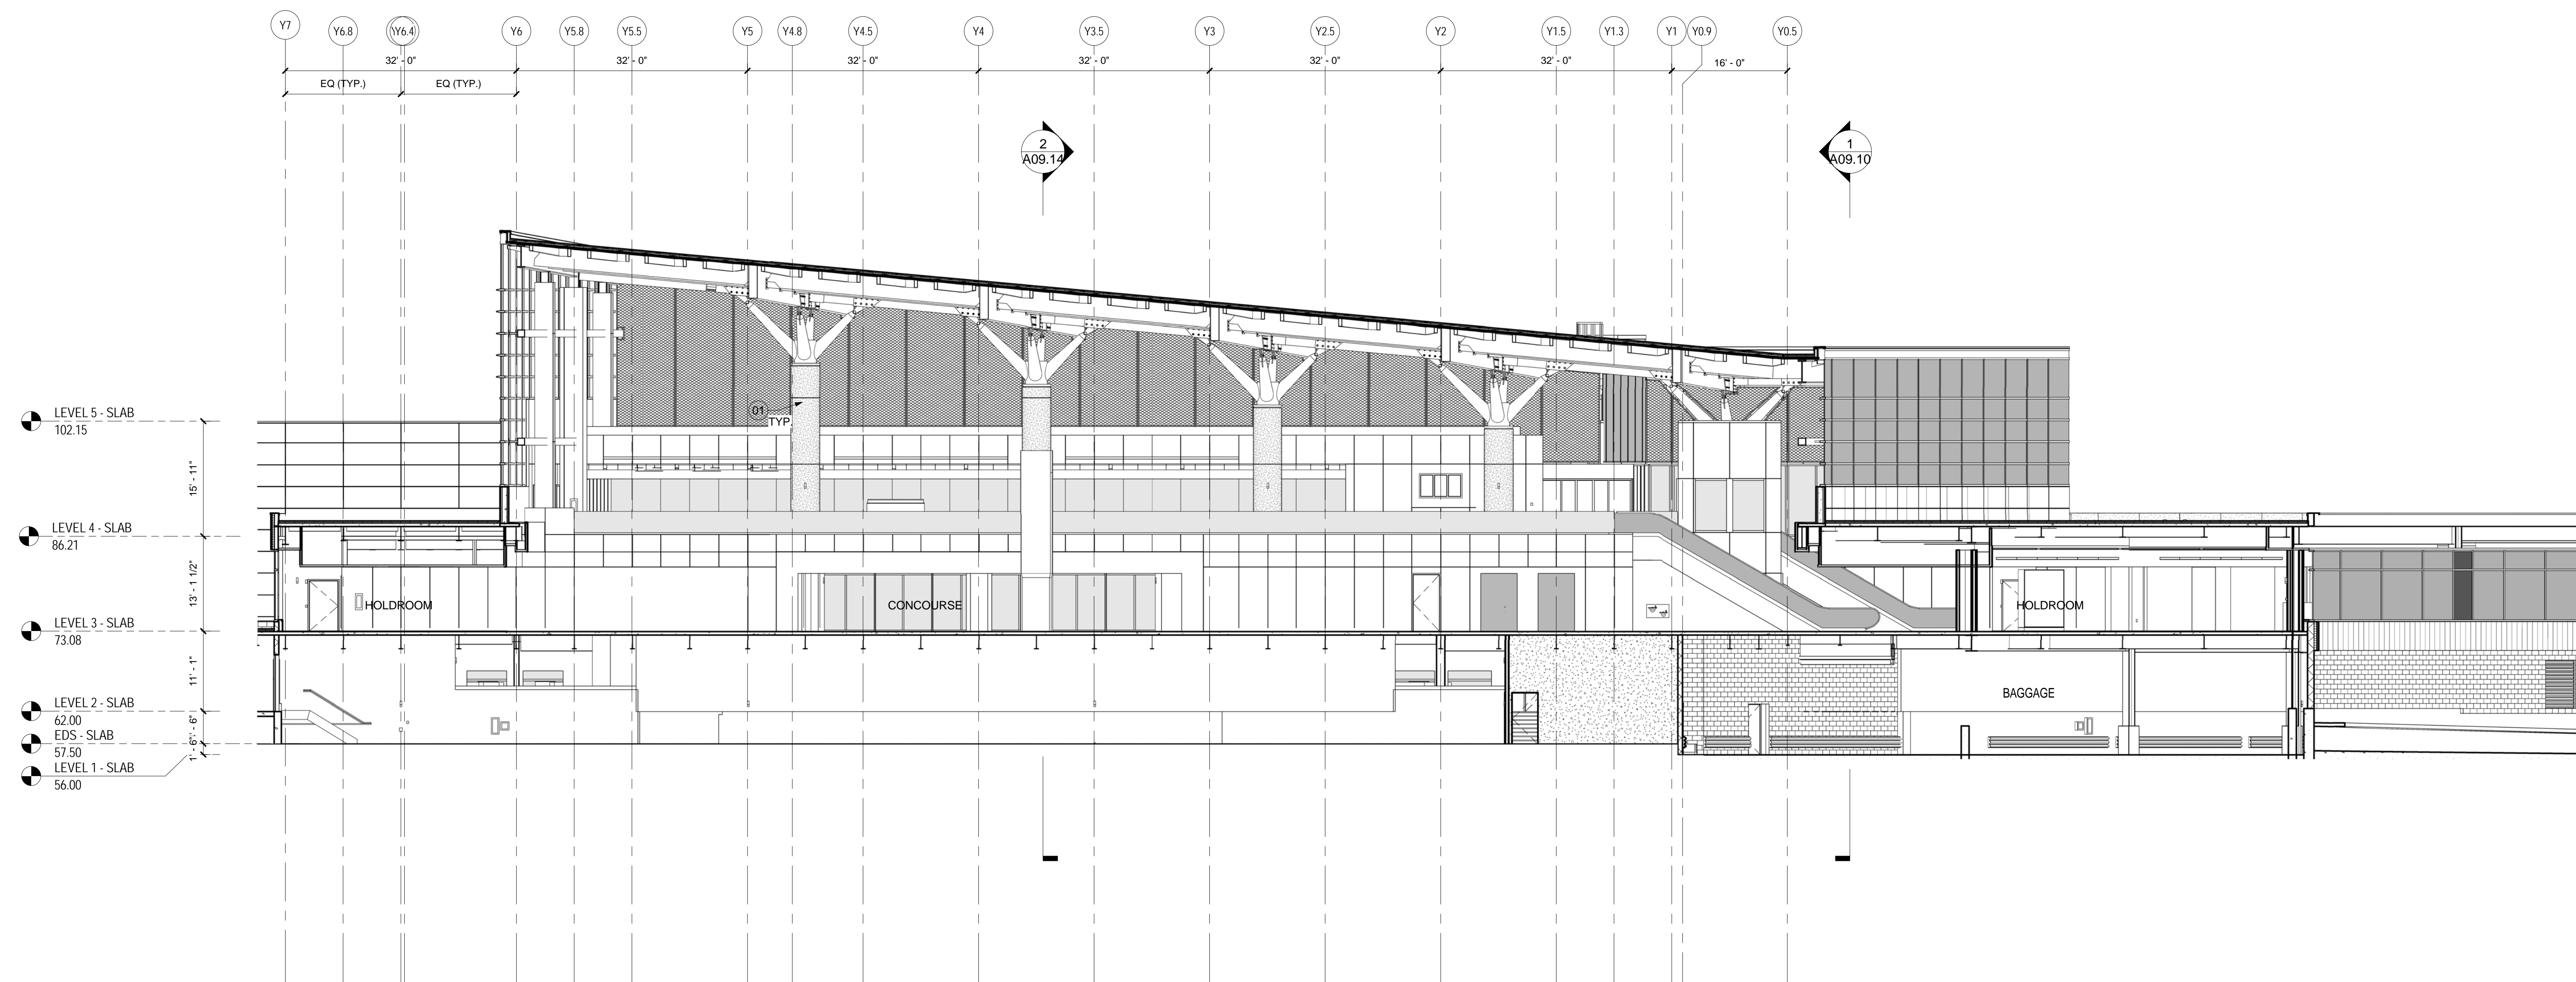 Y7 Y6.8 Y6.4 Y6 Y5.8 Y5.5 Y5 Y4.8 Y4.5 Y4 Y3.5 Y3 Y2.5 Y2 Y1.5 Y1.3 Y1 Y0.9 Y0.5
32' - 0" 32' - 0" 32' - 0" 32' - 0" 32' - 0" 32' - 0" 16' - 0"
EQ (TYP.) EQ (TYP.)
2
A09.14
1
A09.10
LEVEL 5 - SLAB
102.15
01
TYP.
15' - 11"
LEVEL 4 - SLAB
86.21
13' - 1 1/2"
HOLDROOM
CONCOURSE
HOLDROOM
LEVEL 3 - SLAB
73.08
11' - 1"
BAGGAGE
LEVEL 2 - SLAB
62.00
EDS - SLAB
57.50
LEVEL 1 - SLAB
56.00